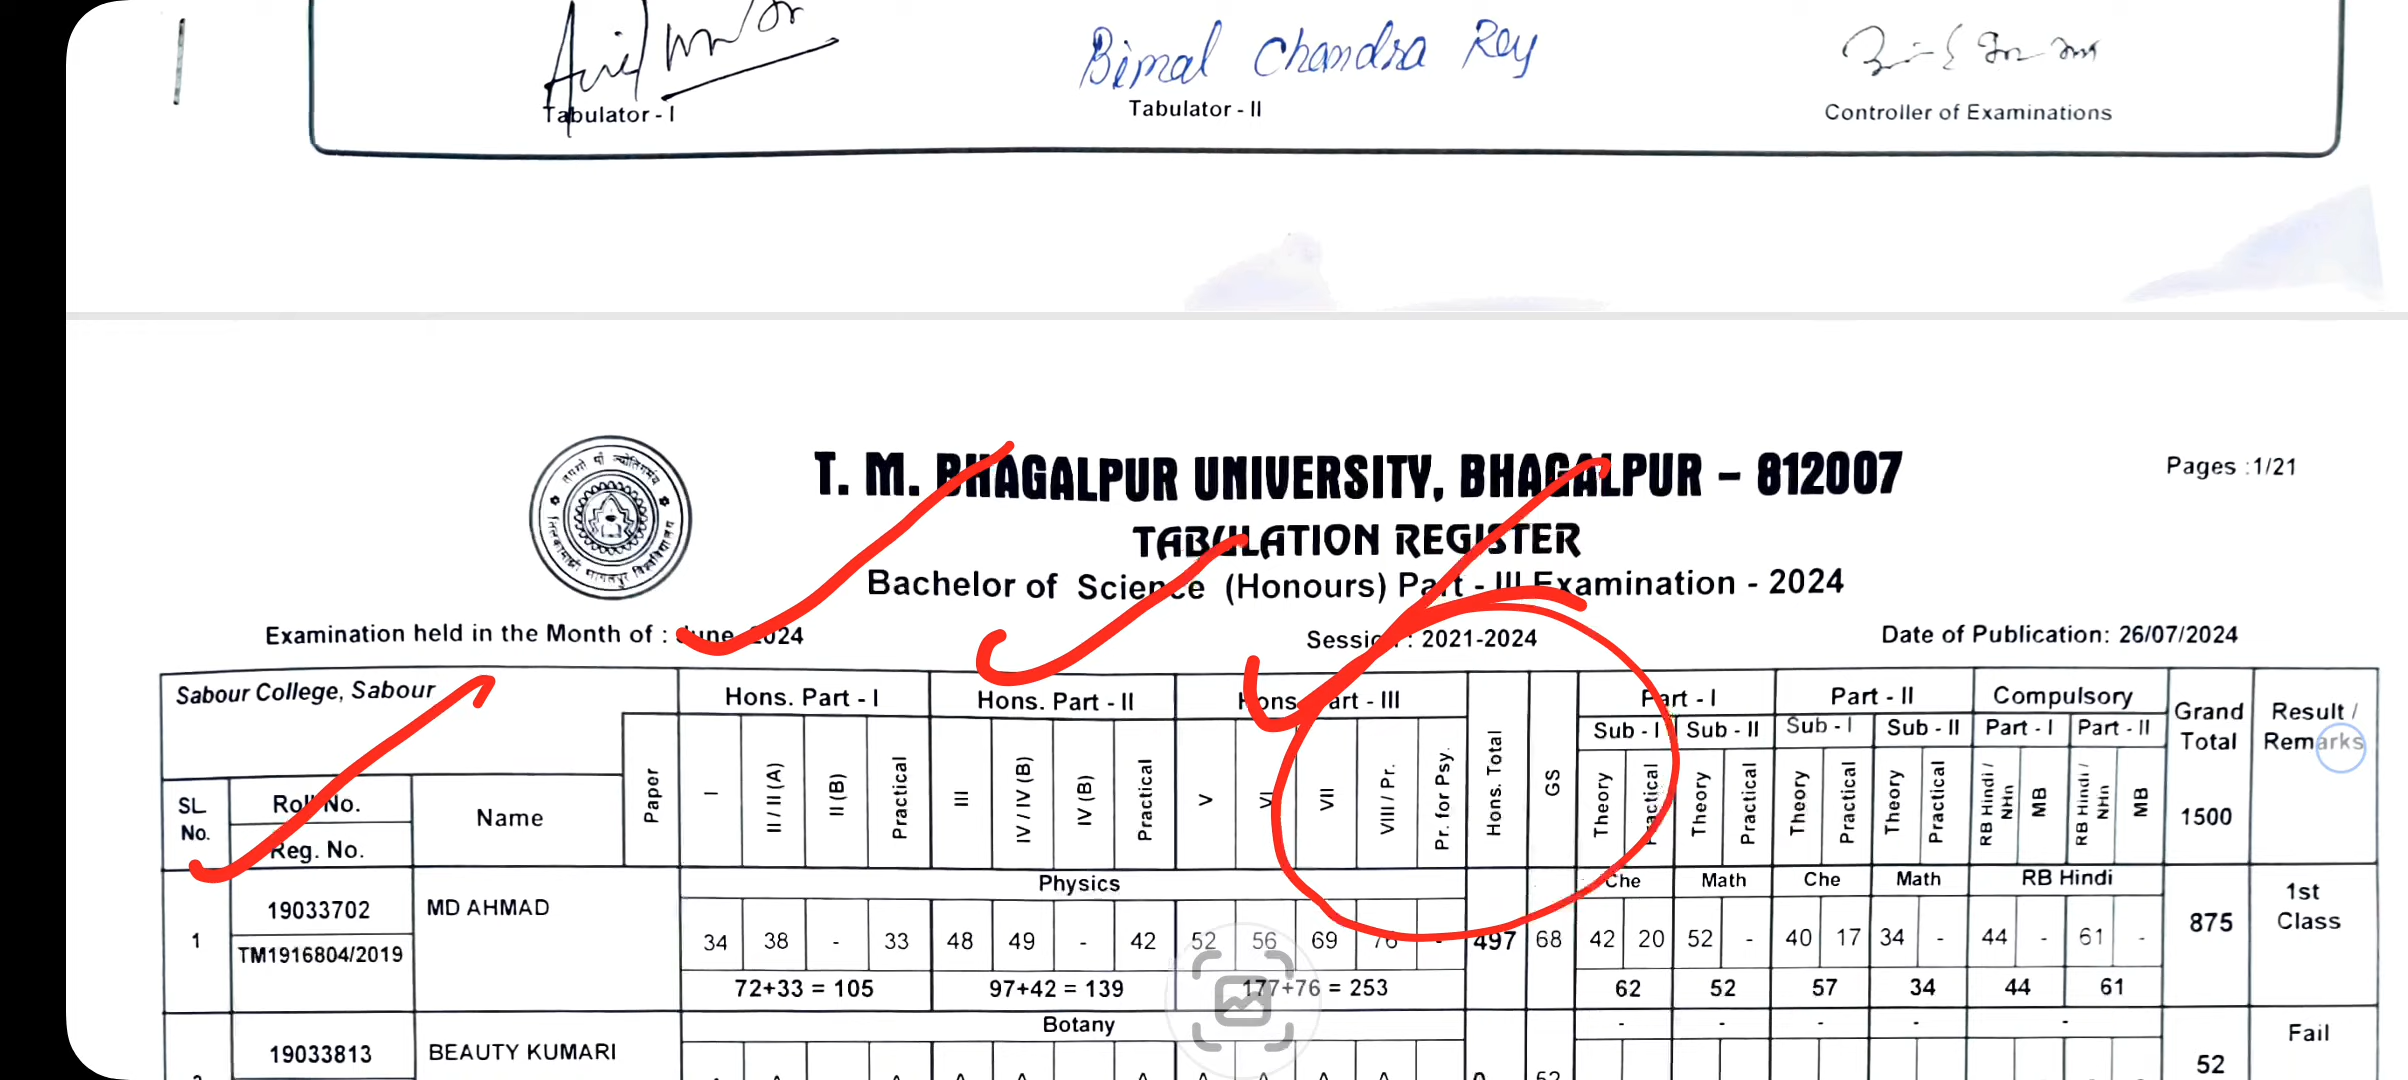 Bimal Chandra Roy
Tabulator - I
Tabulator - II
Controller of Examinations
T. M. BHAGALPUR UNIVERSITY, BHAGALPUR – 812007
Pages :1/21
TABULATION REGISTER
Bachelor of Science (Honours) Part - III Examination - 2024
Examination held in the Month of : June 2024
Session : 2021-2024
Date of Publication: 26/07/2024
Sabour College, Sabour
Hons. Part - I
Hons. Part - II
Hons. Part - III
Hons. Total
GS
Part - I
Part - II
Compulsory
Grand Total
1500
Result / Remarks
Sub - I
Sub - II
Sub - I
Sub - II
Part - I
Part - II
SL. No.
Roll No.
Reg. No.
Name
Paper
I
II / II (A)
II (B)
Practical
III
IV / IV (B)
IV (B)
Practical
V
VI
VII
VIII / Pr.
Pr. for Psy.
Theory
Practical
Theory
Practical
Theory
Practical
Theory
Practical
RB Hindi / NHn
MB
RB Hindi / NHn
MB
Physics
Che
Math
Che
Math
RB Hindi
1
19033702
TM1916804/2019
MD AHMAD
34 38 - 33 48 49 - 42 52 56 69 76 - 497 68 42 20 52 - 40 17 34 - 44 - 61 -
875
1st Class
72+33 = 105
97+42 = 139
177+76 = 253
62
52
57
34
44
61
Botany
- - - - -
19033813
BEAUTY KUMARI
52
Fail